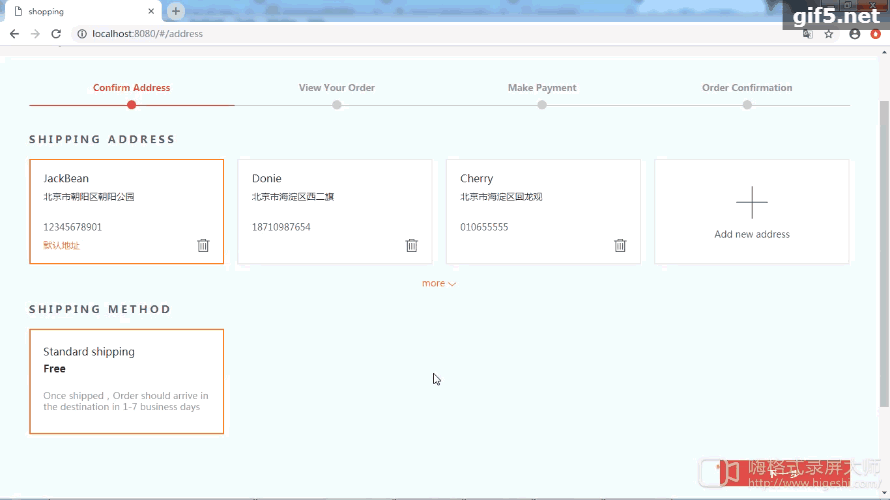 shopping
gif5.net
localhost:8080/#/address
Confirm Address
View Your Order
Make Payment
Order Confirmation
SHIPPING ADDRESS
JackBean
北京市朝阳区朝阳公园
12345678901
默认地址
Donie
北京市海淀区西二旗
18710987654
Cherry
北京市海淀区回龙观
010655555
Add new address
more
SHIPPING METHOD
Standard shipping
Free
Once shipped，Order should arrive in
the destination in 1-7 business days
嗨格式录屏大师
http://www.higeshi.com/